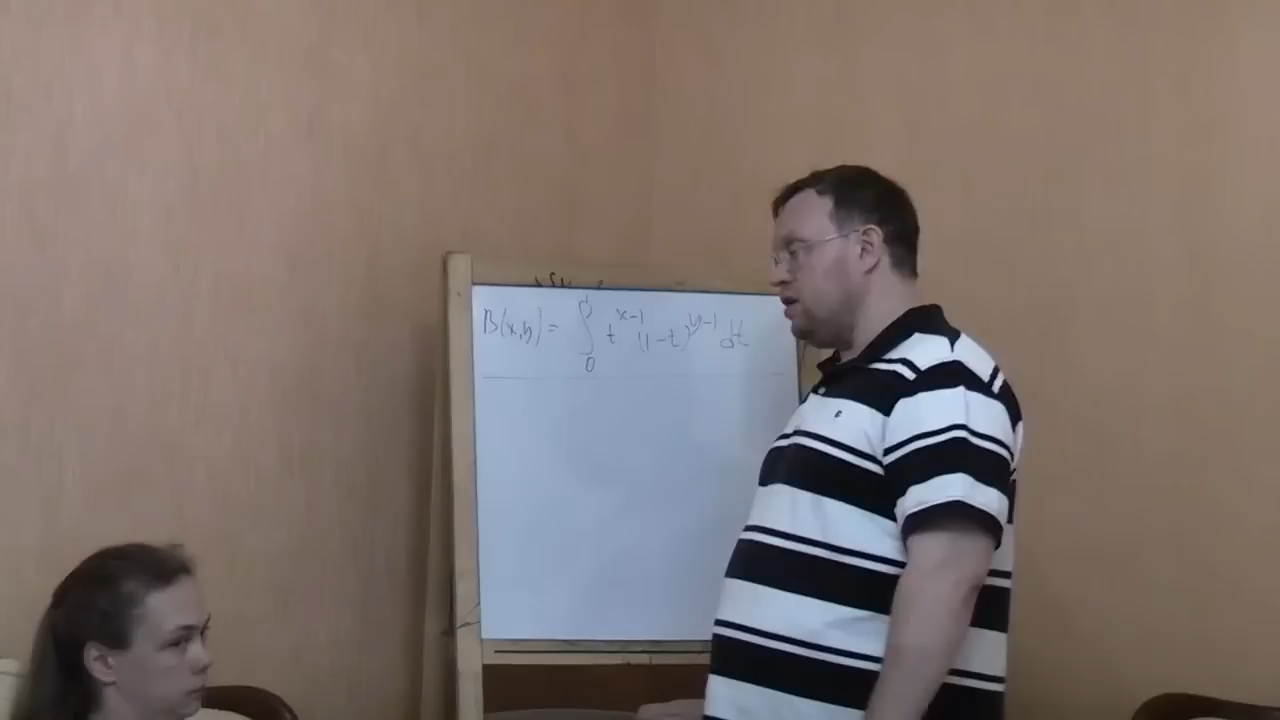 B(x,y) = ∫₀¹ t^{x-1} (1-t)^{y-1} dt